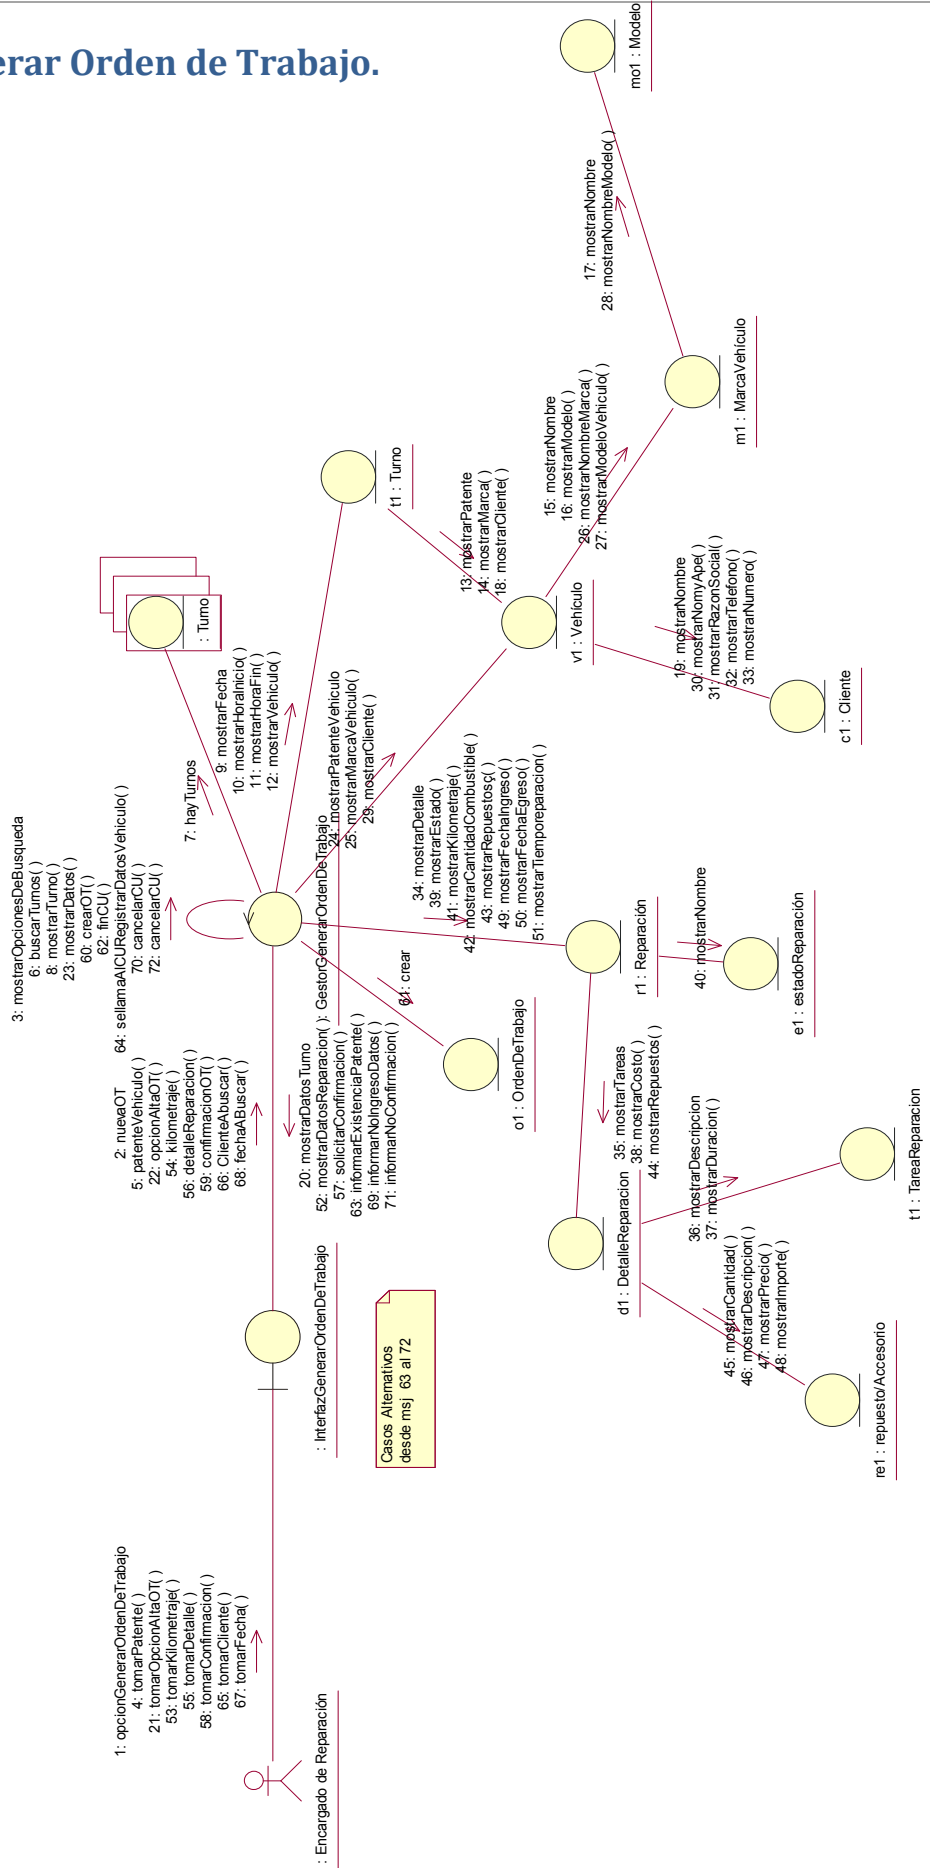 erar Orden de Trabajo.
1: opcionGenerarOrdenDeTrabajo
4: tomarPatente( )
21: tomarOpcionAltaOT( )
53: tomarKilometraje( )
55: tomarDetalle( )
58: tomarConfirmacion( )
65: tomarCliente( )
67: tomarFecha( )
: Encargado de Reparación
: InterfazGenerarOrdenDeTrabajo
Casos Alternativos
desde msj 63 al 72
2: nuevaOT
5: patenteVehiculo( )
22: opcionAltaOT( )
54: kilometraje( )
56: detalleReparacion( )
59: confirmacionOT( )
66: ClienteAbuscar( )
68: fechaABuscar( )
20: mostrarDatosTurno
52: mostrarDatosReparacion( )
57: solicitarConfirmacion( )
63: informarExistenciaPatente( )
69: informarNoIngresoDatos( )
71: informarNoConfirmacion( )
: GestorGenerarOrdenDeTrabajo
3: mostrarOpcionesDeBusqueda
6: buscarTurnos( )
8: mostrarTurno( )
23: mostrarDatos( )
60: crearOT( )
62: finCU( )
64: sellamaAlCURegistrarDatosVehiculo( )
70: cancelarCU( )
72: cancelarCU( )
7: hayTurnos
: Turno
9: mostrarFecha
10: mostrarHoraInicio( )
11: mostrarHoraFin( )
12: mostrarVehiculo( )
t1 : Turno
13: mostrarPatente
14: mostrarMarca( )
18: mostrarCliente( )
24: mostrarPatenteVehiculo
25: mostrarMarcaVehiculo( )
29: mostrarCliente( )
v1 : Vehículo
15: mostrarNombre
16: mostrarModelo( )
26: mostrarNombreMarca( )
27: mostrarModeloVehiculo( )
m1 : MarcaVehículo
17: mostrarNombre
28: mostrarNombreModelo( )
mo1 : Modelo
19: mostrarNombre
30: mostrarNomyApe( )
31: mostrarRazonSocial( )
32: mostrarTelefono( )
33: mostrarNumero( )
c1 : Cliente
34: mostrarDetalle
39: mostrarEstado( )
41: mostrarKilometraje( )
42: mostrarCantidadCombustible( )
43: mostrarRepuestosç( )
49: mostrarFechaIngreso( )
50: mostrarFechaEgreso( )
51: mostrarTiemporeparacion( )
r1 : Reparación
40: mostrarNombre
e1 : estadoReparación
61: crear
o1 : OrdenDeTrabajo
35: mostrarTareas
38: mostrarCosto( )
44: mostrarRepuestos( )
d1 : DetalleReparacion
36: mostrarDescripcion
37: mostrarDuracion( )
t1 : TareaReparacion
45: mostrarCantidad( )
46: mostrarDescripcion( )
47: mostrarPrecio( )
48: mostrarImporte( )
re1 : repuesto/Accesorio